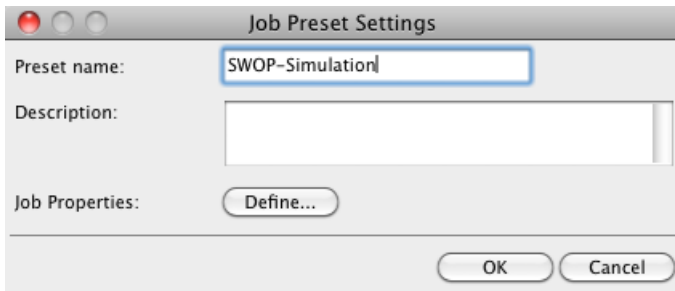 Job Preset Settings
Preset name: SWOP-Simulation
Description:
Job Properties: Define...
OK Cancel